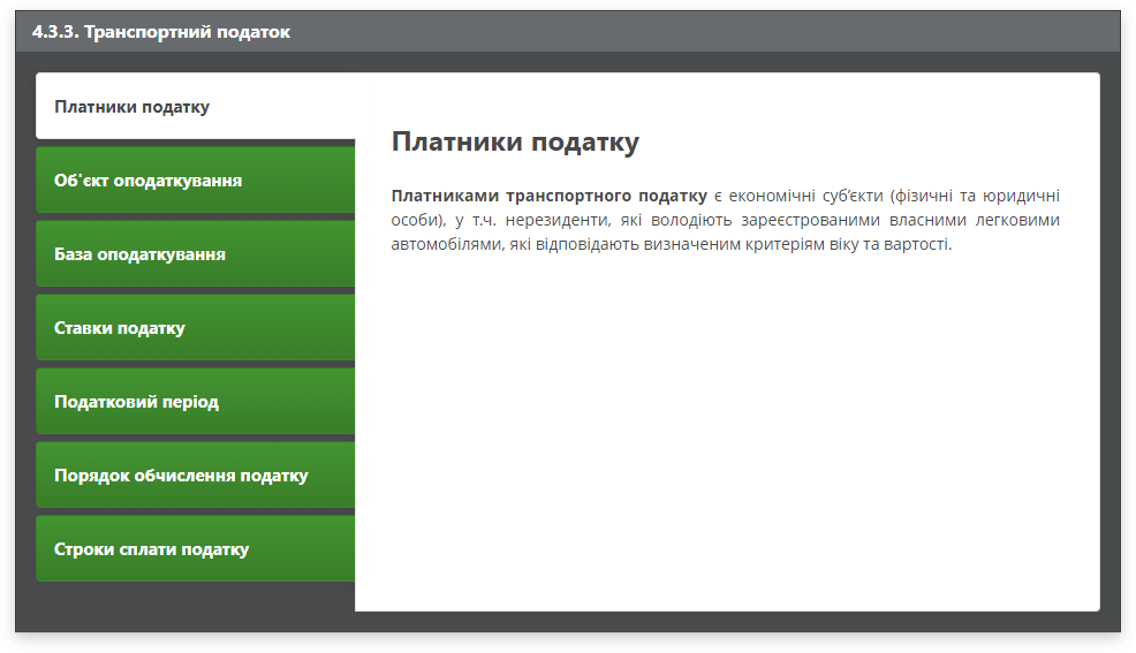 4.3.3. Транспортний податок
Платники податку
Об'єкт оподаткування
База оподаткування
Ставки податку
Податковий період
Порядок обчислення податку
Строки сплати податку
Платники податку
Платниками транспортного податку є економічні суб’єкти (фізичні та юридичні
особи), у т.ч. нерезиденти, які володіють зареєстрованими власними легковими
автомобілями, які відповідають визначеним критеріям віку та вартості.